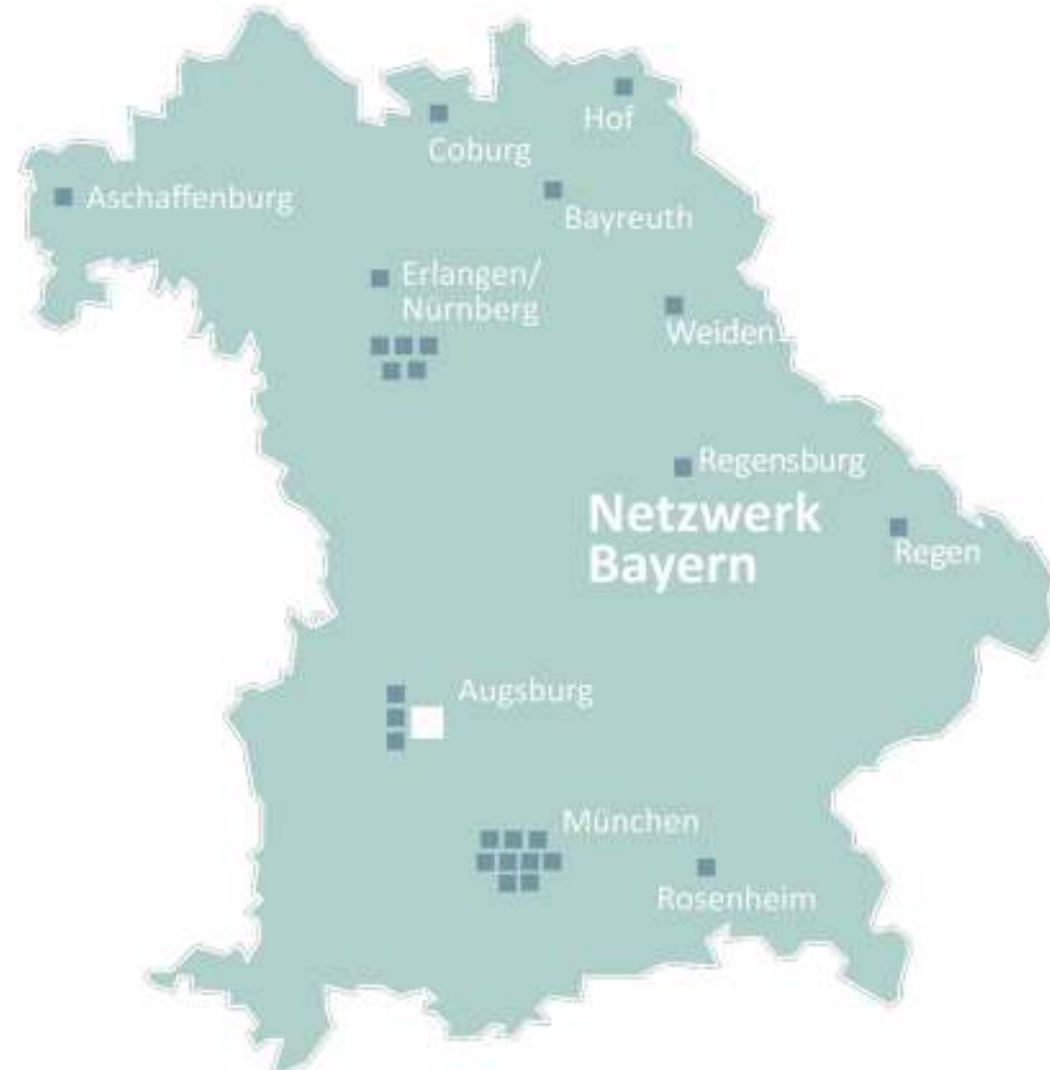 Hof
Coburg
Aschaffenburg
Bayreuth
Erlangen/
Nürnberg
Weiden
Regensburg
Netzwerk
Bayern
Regen
Augsburg
München
Rosenheim